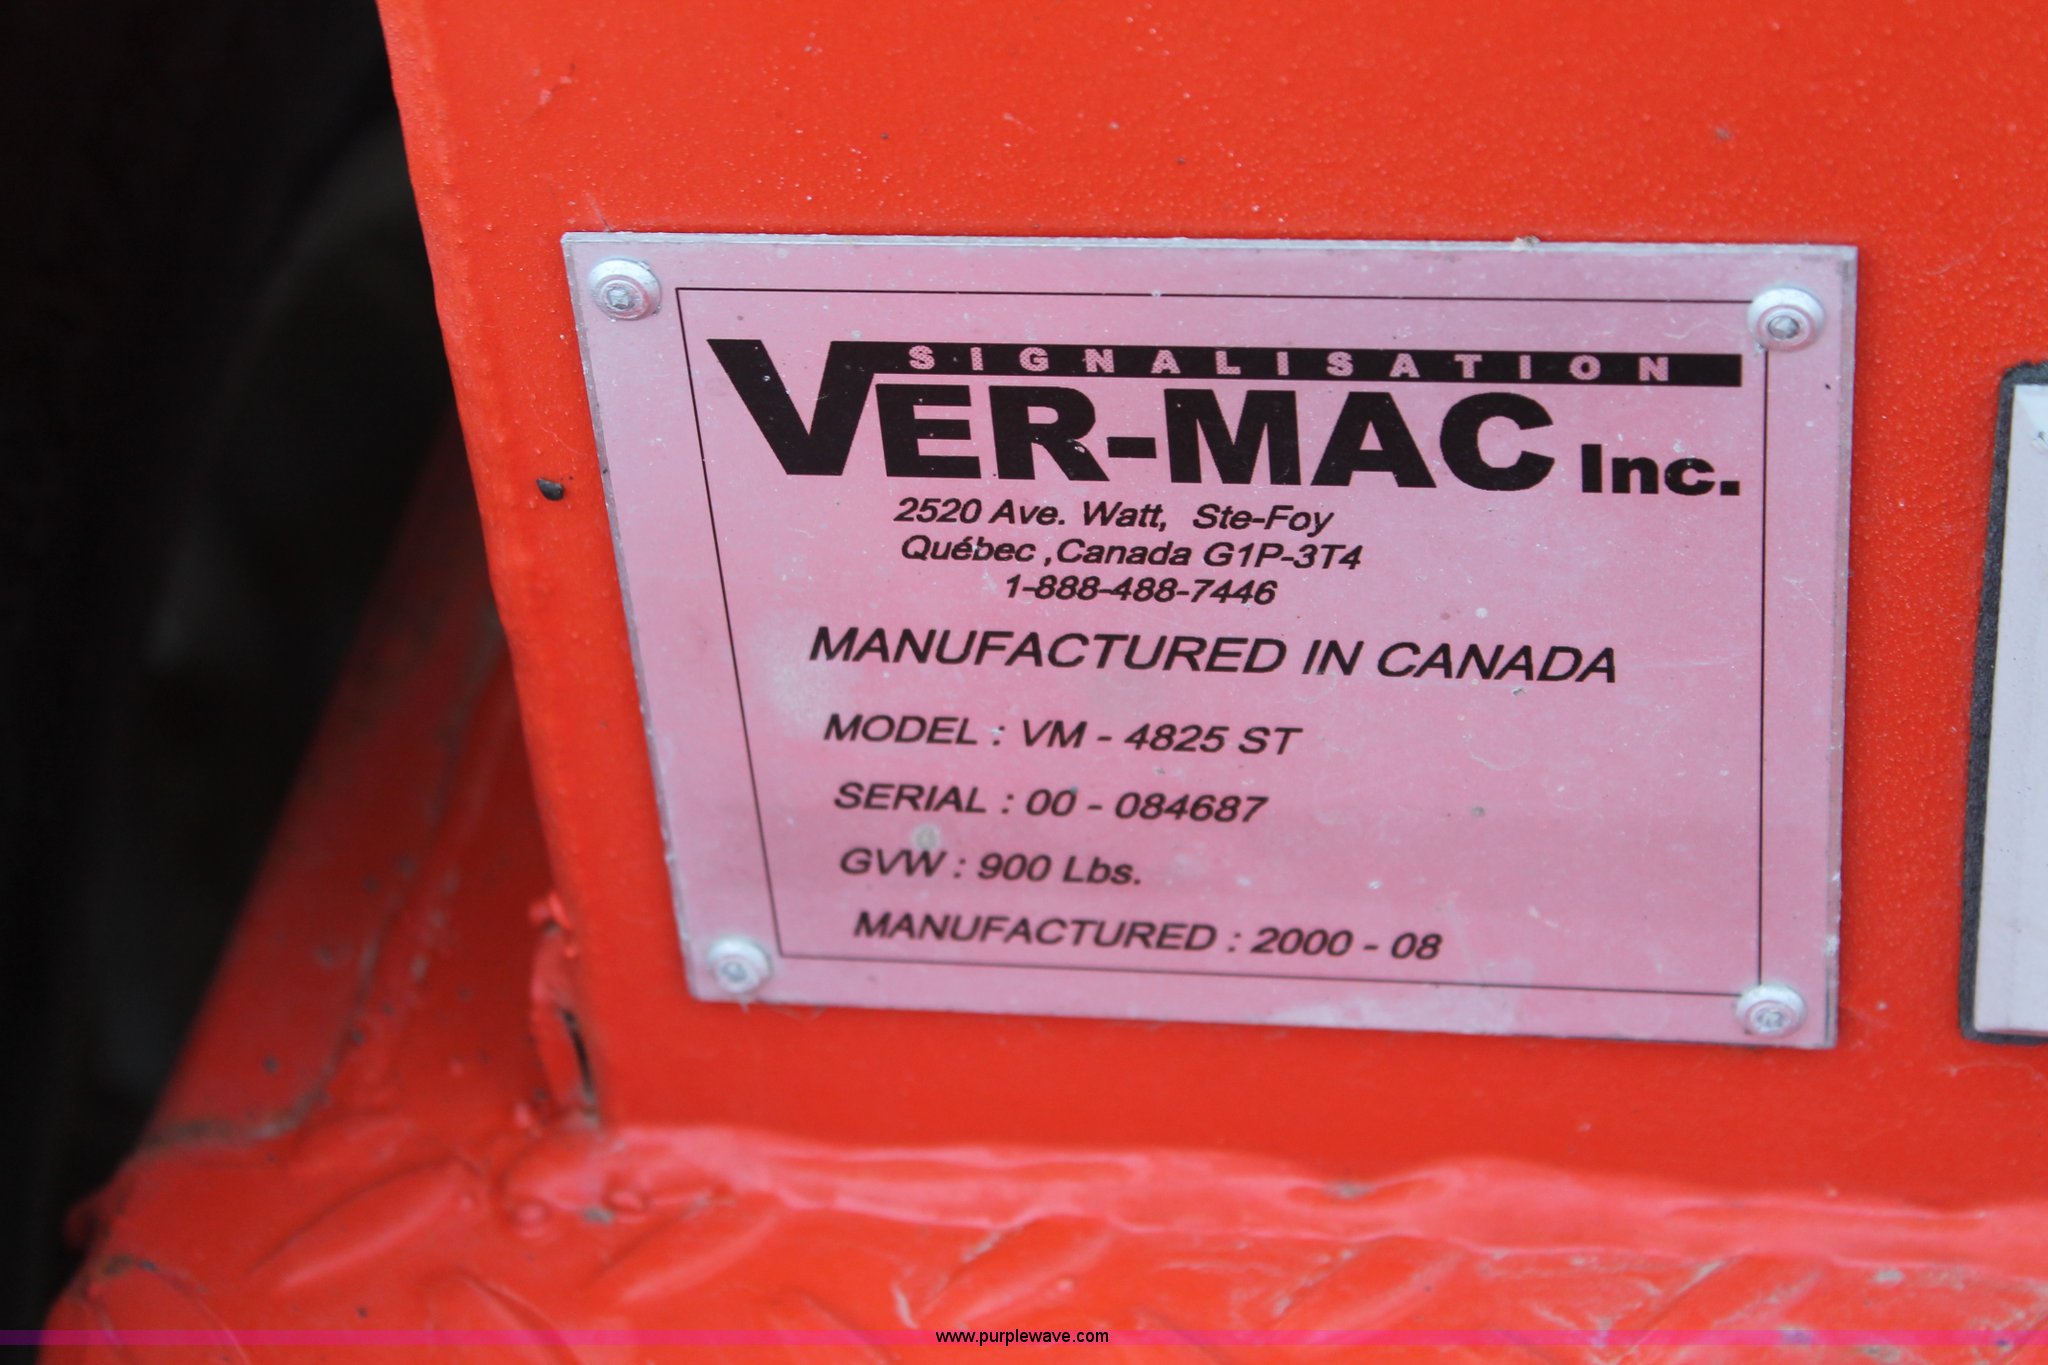 SIGNALISATION
VER-MAC Inc.
2520 Ave. Watt, Ste-Foy
Québec ,Canada G1P-3T4
1-888-488-7446
MANUFACTURED IN CANADA
MODEL : VM - 4825 ST
SERIAL : 00 - 084687
GVW : 900 Lbs.
MANUFACTURED : 2000 - 08
www.purplewave.com